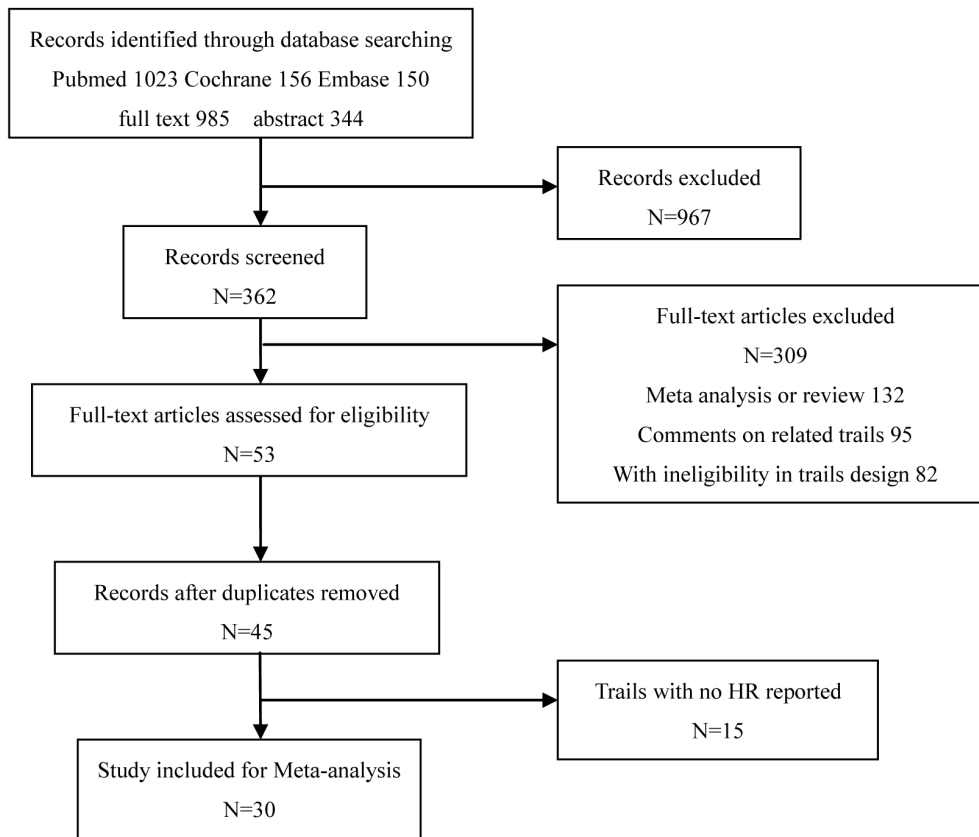 Records identified through database searching
Pubmed 1023 Cochrane 156 Embase 150
full text 985 abstract 344
Records excluded
N=967
Records screened
N=362
Full-text articles excluded
N=309
Meta analysis or review 132
Comments on related trails 95
With ineligibility in trails design 82
Full-text articles assessed for eligibility
N=53
Records after duplicates removed
N=45
Trails with no HR reported
N=15
Study included for Meta-analysis
N=30